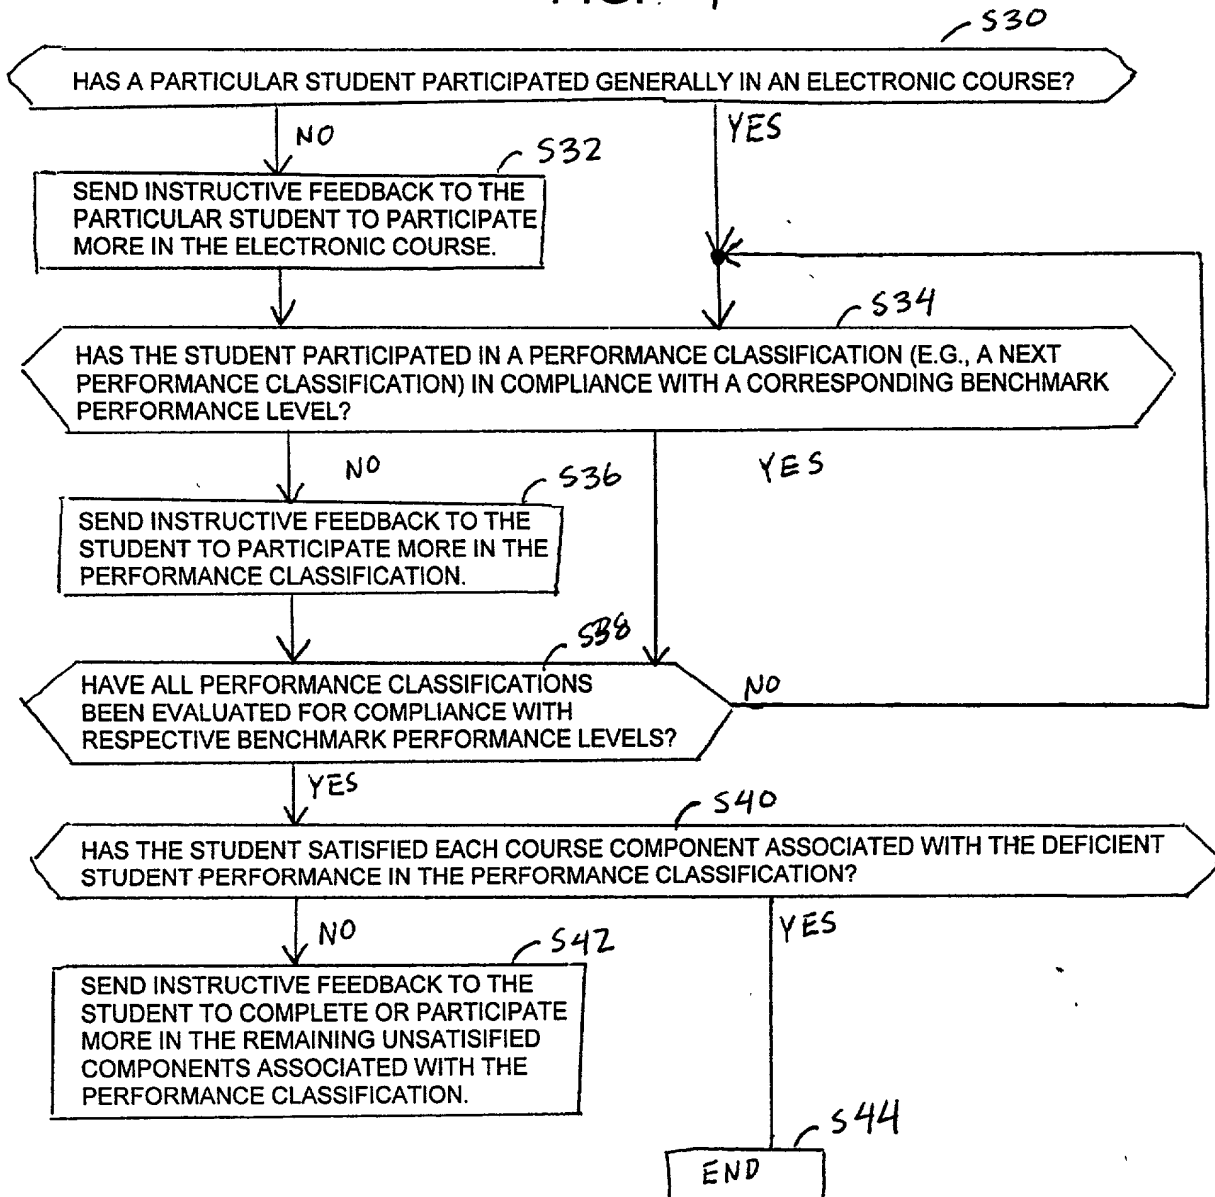 S30
HAS A PARTICULAR STUDENT PARTICIPATED GENERALLY IN AN ELECTRONIC COURSE?
NO
YES
S32
SEND INSTRUCTIVE FEEDBACK TO THE
PARTICULAR STUDENT TO PARTICIPATE
MORE IN THE ELECTRONIC COURSE.
S34
HAS THE STUDENT PARTICIPATED IN A PERFORMANCE CLASSIFICATION (E.G., A NEXT
PERFORMANCE CLASSIFICATION) IN COMPLIANCE WITH A CORRESPONDING BENCHMARK
PERFORMANCE LEVEL?
NO
YES
S36
SEND INSTRUCTIVE FEEDBACK TO THE
STUDENT TO PARTICIPATE MORE IN THE
PERFORMANCE CLASSIFICATION.
S38
HAVE ALL PERFORMANCE CLASSIFICATIONS
BEEN EVALUATED FOR COMPLIANCE WITH
RESPECTIVE BENCHMARK PERFORMANCE LEVELS?
NO
YES
S40
HAS THE STUDENT SATISFIED EACH COURSE COMPONENT ASSOCIATED WITH THE DEFICIENT
STUDENT PERFORMANCE IN THE PERFORMANCE CLASSIFICATION?
NO
YES
S42
SEND INSTRUCTIVE FEEDBACK TO THE
STUDENT TO COMPLETE OR PARTICIPATE
MORE IN THE REMAINING UNSATISIFIED
COMPONENTS ASSOCIATED WITH THE
PERFORMANCE CLASSIFICATION.
S44
END